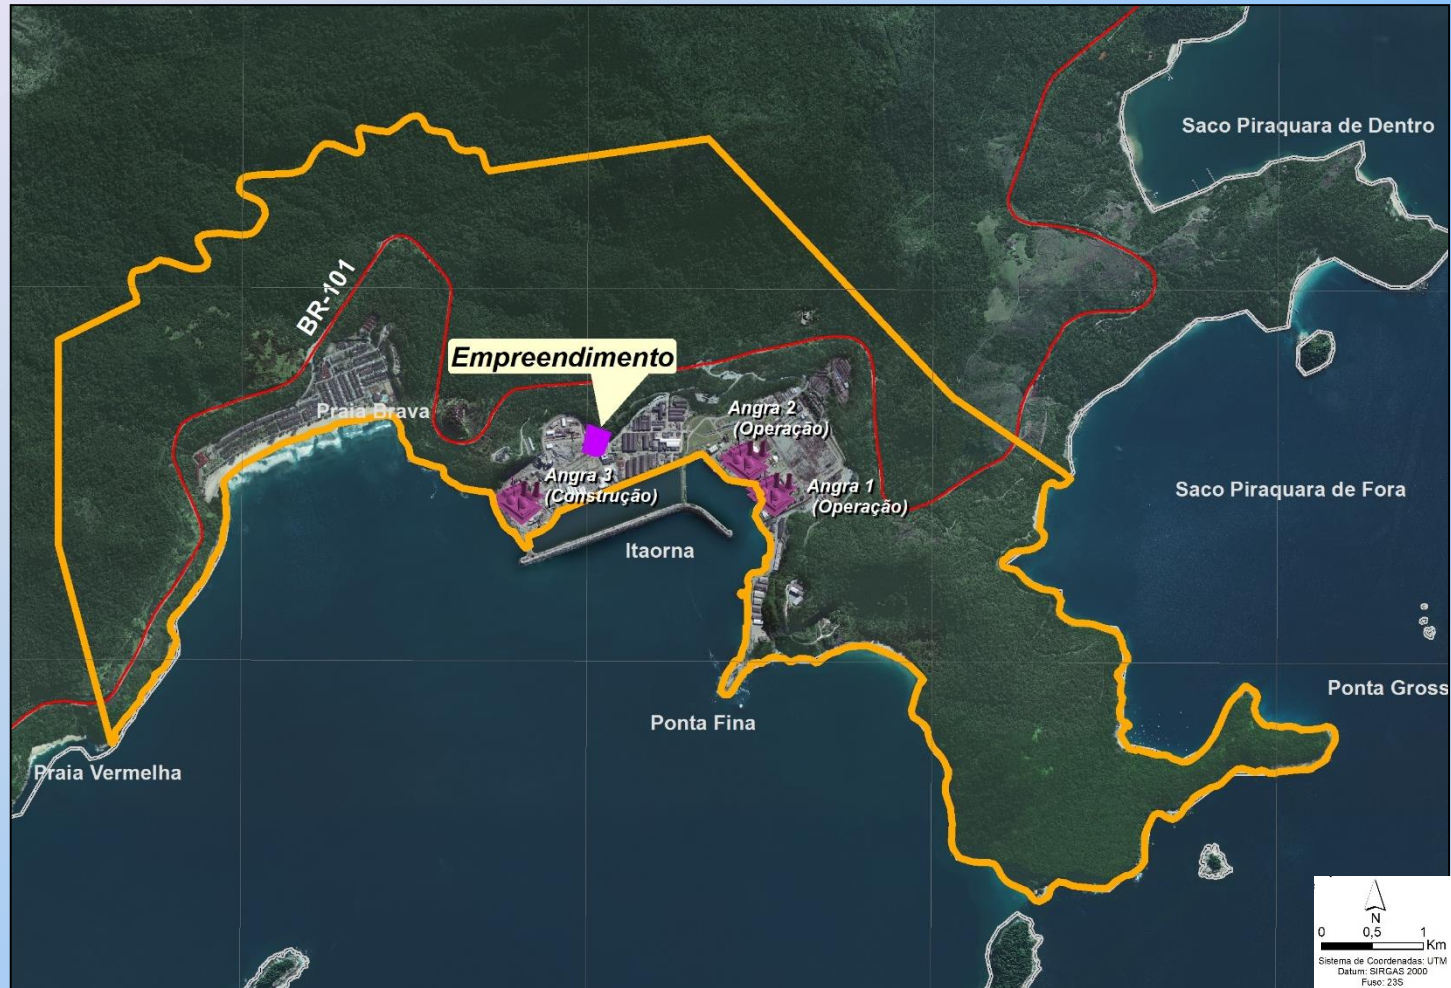 Saco Piraquara de Dentro
BR-101
Empreendimento
Praia Brava
Angra 2
(Operação)
Angra 3
(Construção)
Angra 1
(Operação)
Saco Piraquara de Fora
Itaorna
Ponta Gross
Ponta Fina
Praia Vermelha
N
0 0,5 1
Km
Sistema de Coordenadas: UTM
Datum: SIRGAS 2000
Fuso: 23S